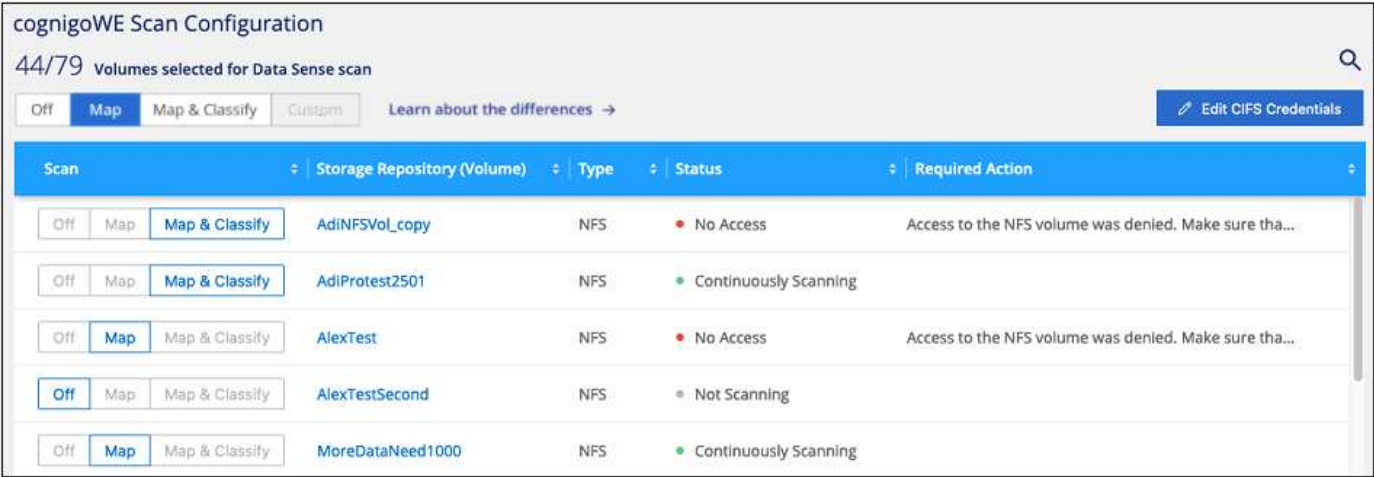 cognigoWE Scan Configuration
44/79 Volumes selected for Data Sense scan
Off Map Map & Classify Custom Learn about the differences → Edit CIFS Credentials
Scan Storage Repository (Volume) Type Status Required Action
Off Map Map & Classify AdiNFSVol_copy NFS No Access Access to the NFS volume was denied. Make sure tha...
Off Map Map & Classify AdiProtest2501 NFS Continuously Scanning
Off Map Map & Classify AlexTest NFS No Access Access to the NFS volume was denied. Make sure tha...
Off Map Map & Classify AlexTestSecond NFS Not Scanning
Off Map Map & Classify MoreDataNeed1000 NFS Continuously Scanning